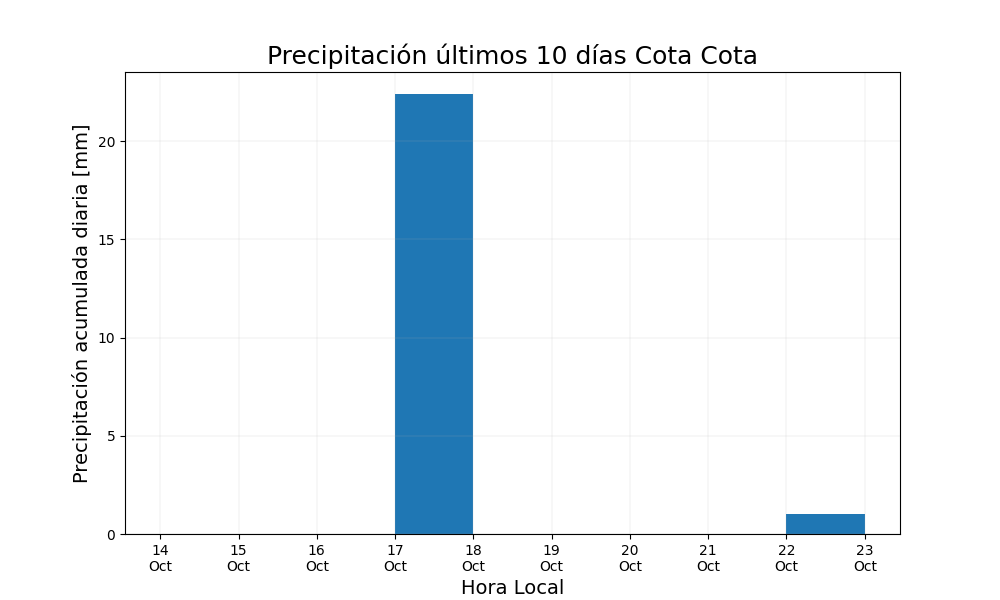 Precipitación últimos 10 días Cota Cota
Precipitación acumulada diaria [mm]
20
15
10
5
0
14 15 16 17 18 19 20 21 22 23
Oct Oct Oct Oct Oct Oct Oct Oct Oct Oct
Hora Local